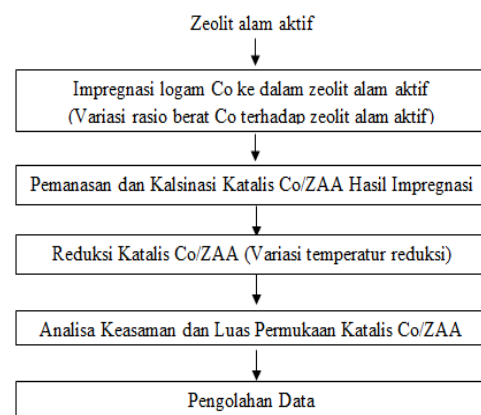 Zeolit alam aktif
Impregnasi logam Co ke dalam zeolit alam aktif
(Variasi rasio berat Co terhadap zeolit alam aktif)
Pemanasan dan Kalsinasi Katalis Co/ZAA Hasil Impregnasi
Reduksi Katalis Co/ZAA (Variasi temperatur reduksi)
Analisa Keasaman dan Luas Permukaan Katalis Co/ZAA
Pengolahan Data